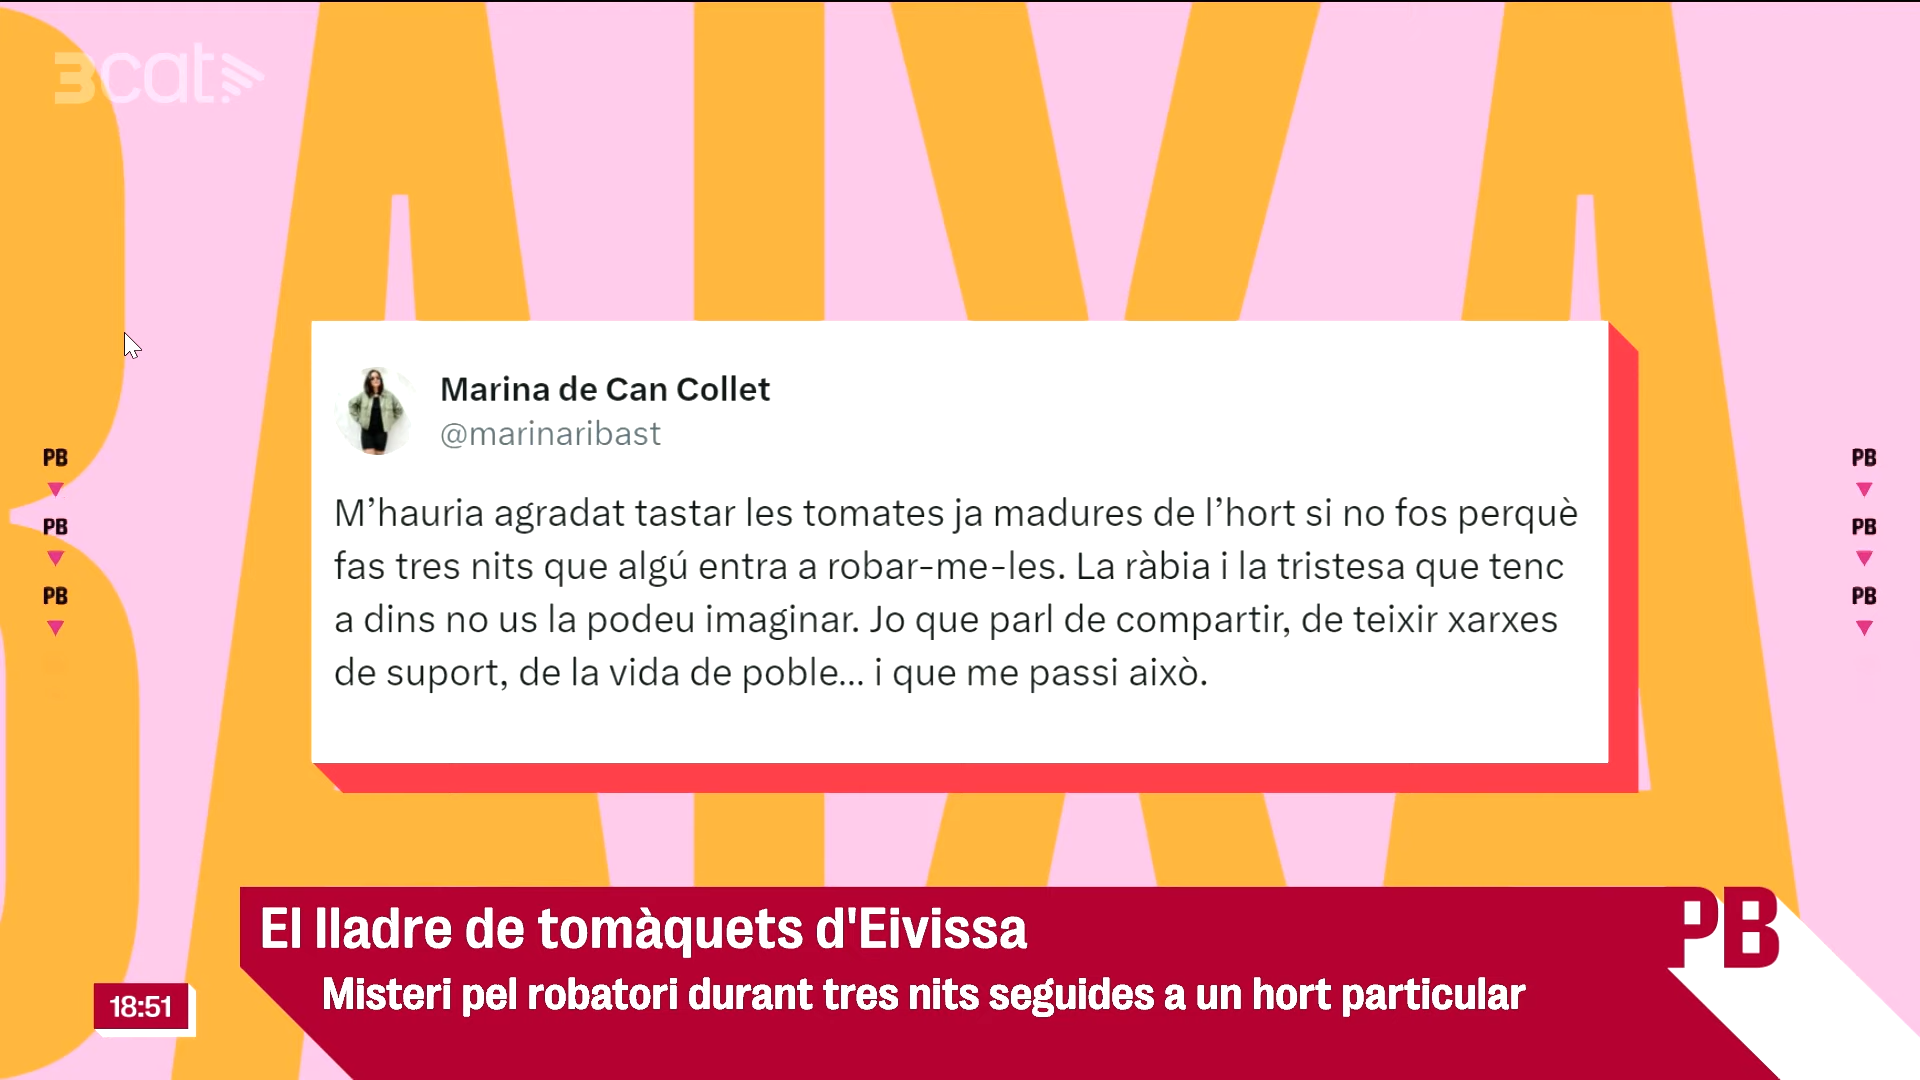 3cat
BAIXA
Marina de Can Collet
@marinaribast
M’hauria agradat tastar les tomates ja madures de l’hort si no fos perquè
fas tres nits que algú entra a robar-me-les. La ràbia i la tristesa que tenc
a dins no us la podeu imaginar. Jo que parl de compartir, de teixir xarxes
de suport, de la vida de poble... i que me passi això.
PB
PB
PB
PB
PB
PB
El lladre de tomàquets d'Eivissa
PB
Misteri pel robatori durant tres nits seguides a un hort particular
18:51